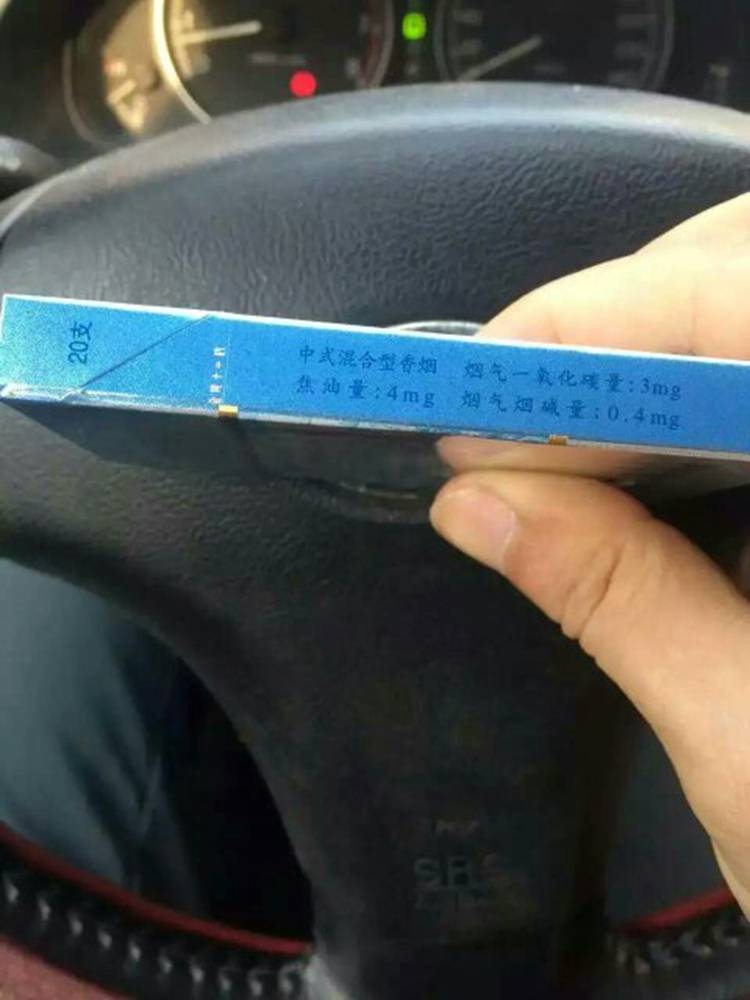 20支
中式混合型香烟 烟气一氧化碳量:3mg
焦油量:4mg 烟气烟碱量:0.4mg
SRS